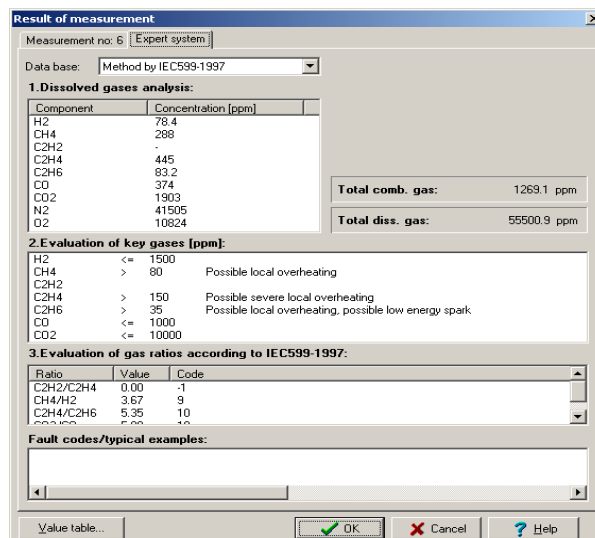 Result of measurement
Measurement no: 6 Expert system
Data base: Method by IEC599-1997
1.Dissolved gases analysis:
Component Concentration [ppm]
H2 78.4
CH4 288
C2H2 -
C2H4 445
C2H6 83.2
CO 374
CO2 1903
N2 41505
O2 10824
Total comb. gas: 1269.1 ppm
Total diss. gas: 55500.9 ppm
2.Evaluation of key gases [ppm]:
H2 <= 1500
CH4 > 80 Possible local overheating
C2H2
C2H4 > 150 Possible severe local overheating
C2H6 > 35 Possible local overheating, possible low energy spark
CO <= 1000
CO2 <= 10000
3.Evaluation of gas ratios according to IEC599-1997:
Ratio Value Code
C2H2/C2H4 0.00 -1
CH4/H2 3.67 9
C2H4/C2H6 5.35 10
Fault codes/typical examples:
Value table... OK Cancel Help